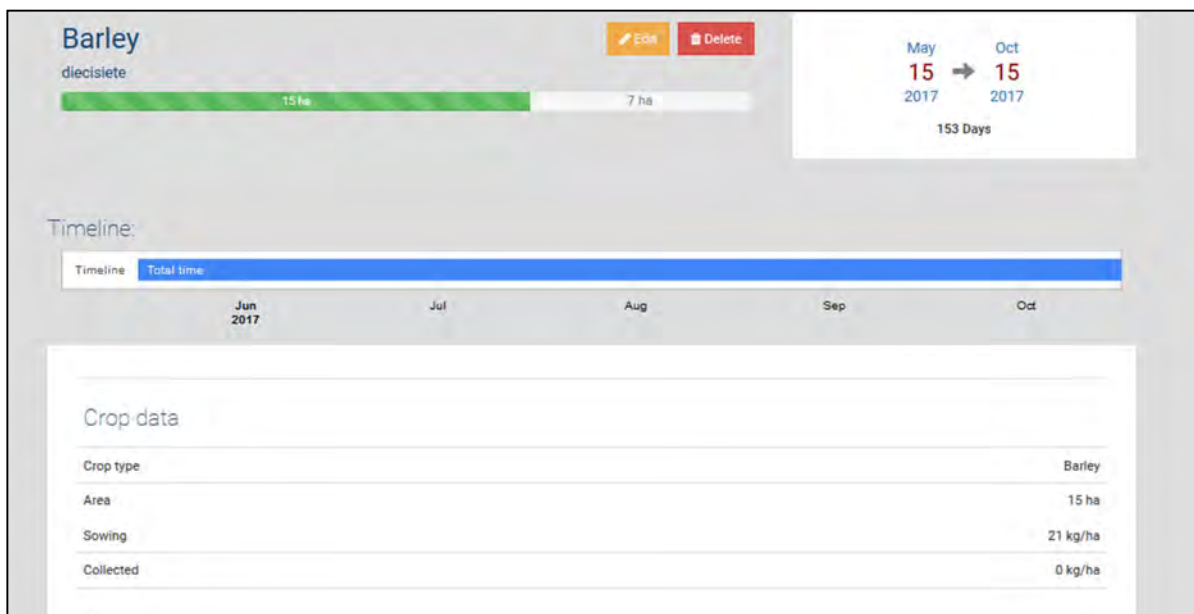 Barley
Edit
Delete
diecisiete
15 ha
7 ha
May Oct
15 15
2017 2017
153 Days
Timeline:
Timeline Total time
Jun Jul Aug Sep Oct
2017
Crop data
Crop type Barley
Area 15 ha
Sowing 21 kg/ha
Collected 0 kg/ha